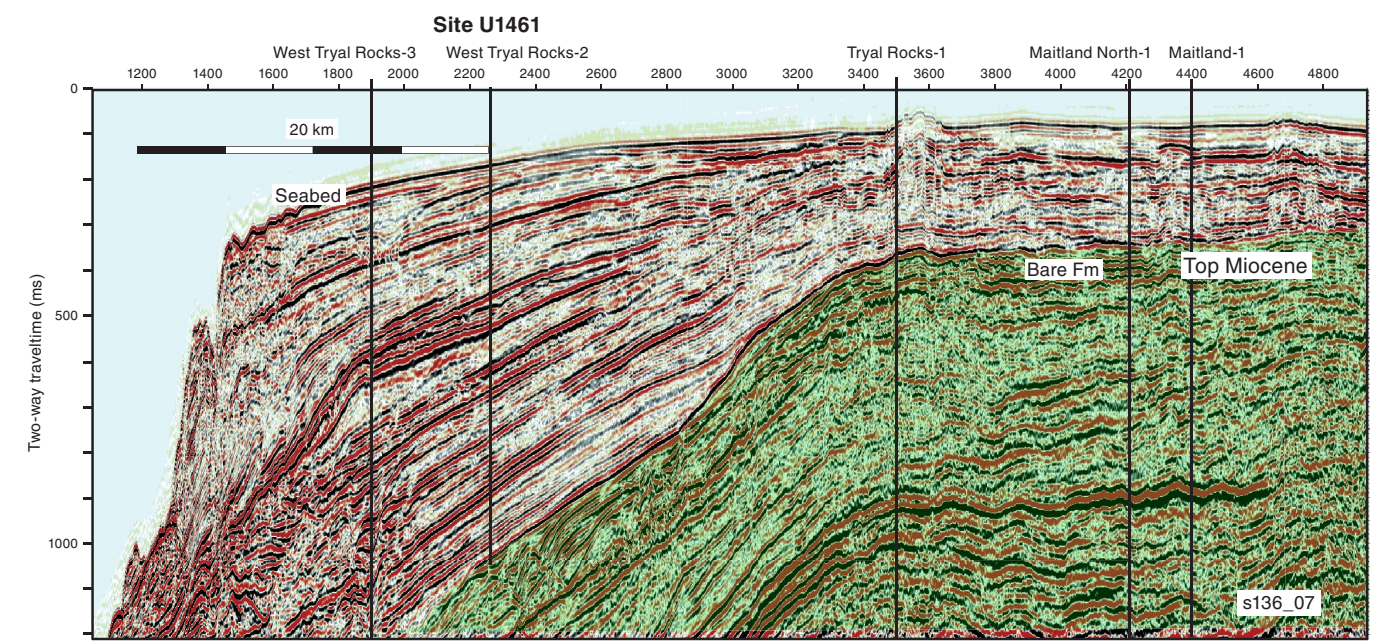 Site U1461
West Tryal Rocks-3 West Tryal Rocks-2 Tryal Rocks-1 Maitland North-1 Maitland-1
1200 1400 1600 1800 2000 2200 2400 2600 2800 3000 3200 3400 3600 3800 4000 4200 4400 4600 4800
0
20 km
Seabed
Bare Fm
Top Miocene
Two-way traveltime (ms)
500
1000
s136_07